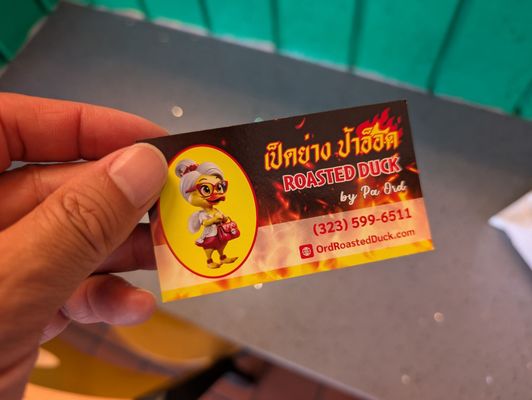 เป็ดย่าง ป้าอ๊อด
ROASTED DUCK
by Pa Ord
(323) 599-6511
OrdRoastedDuck.com